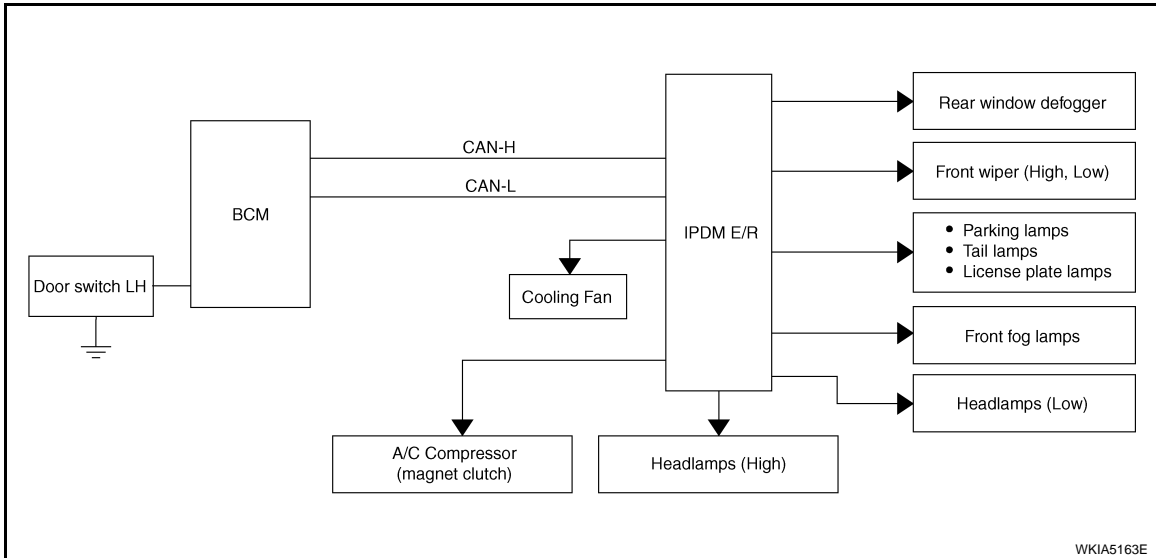 Rear window defogger
CAN-H
Front wiper (High, Low)
CAN-L
BCM
IPDM E/R
• Parking lamps
• Tail lamps
• License plate lamps
Door switch LH
Cooling Fan
Front fog lamps
Headlamps (Low)
A/C Compressor
(magnet clutch)
Headlamps (High)
WKIA5163E